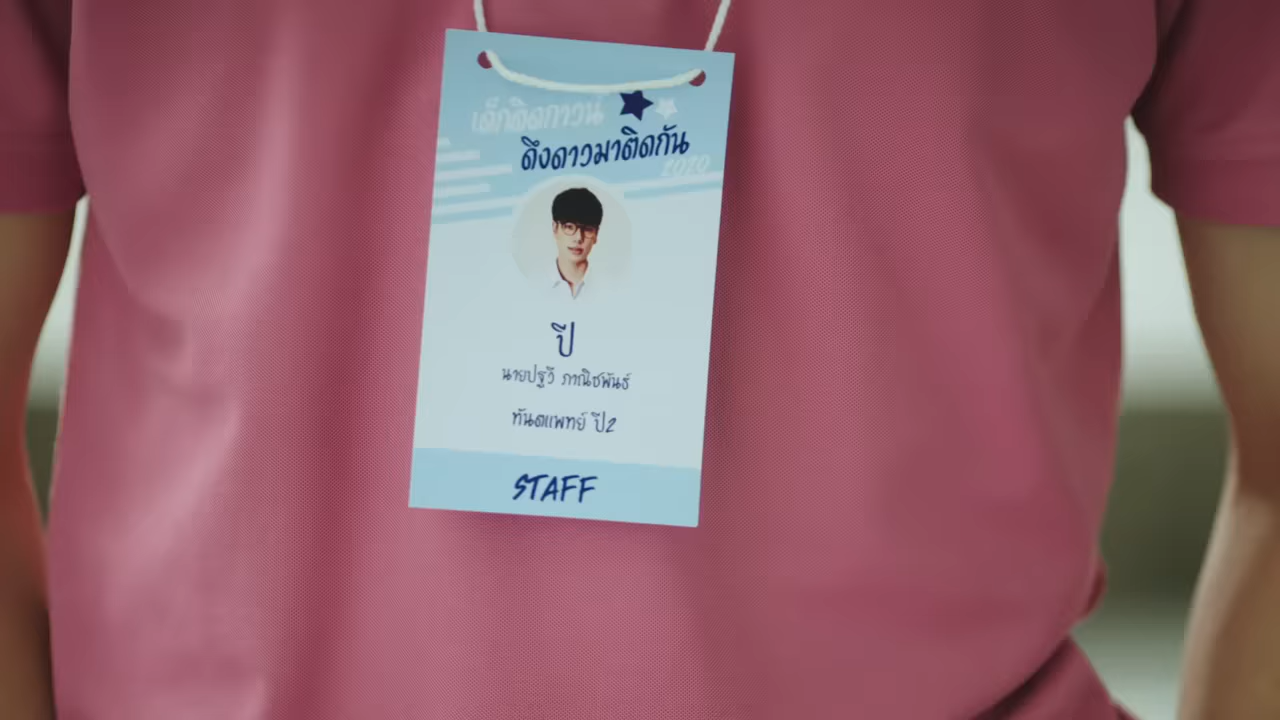 เด็กติดกาวน์
ดึงดาวมาติดกัน
2020
ปี
นายปฐวี ภาณิชพันธ์
ทันตแพทย์ ปี2
STAFF